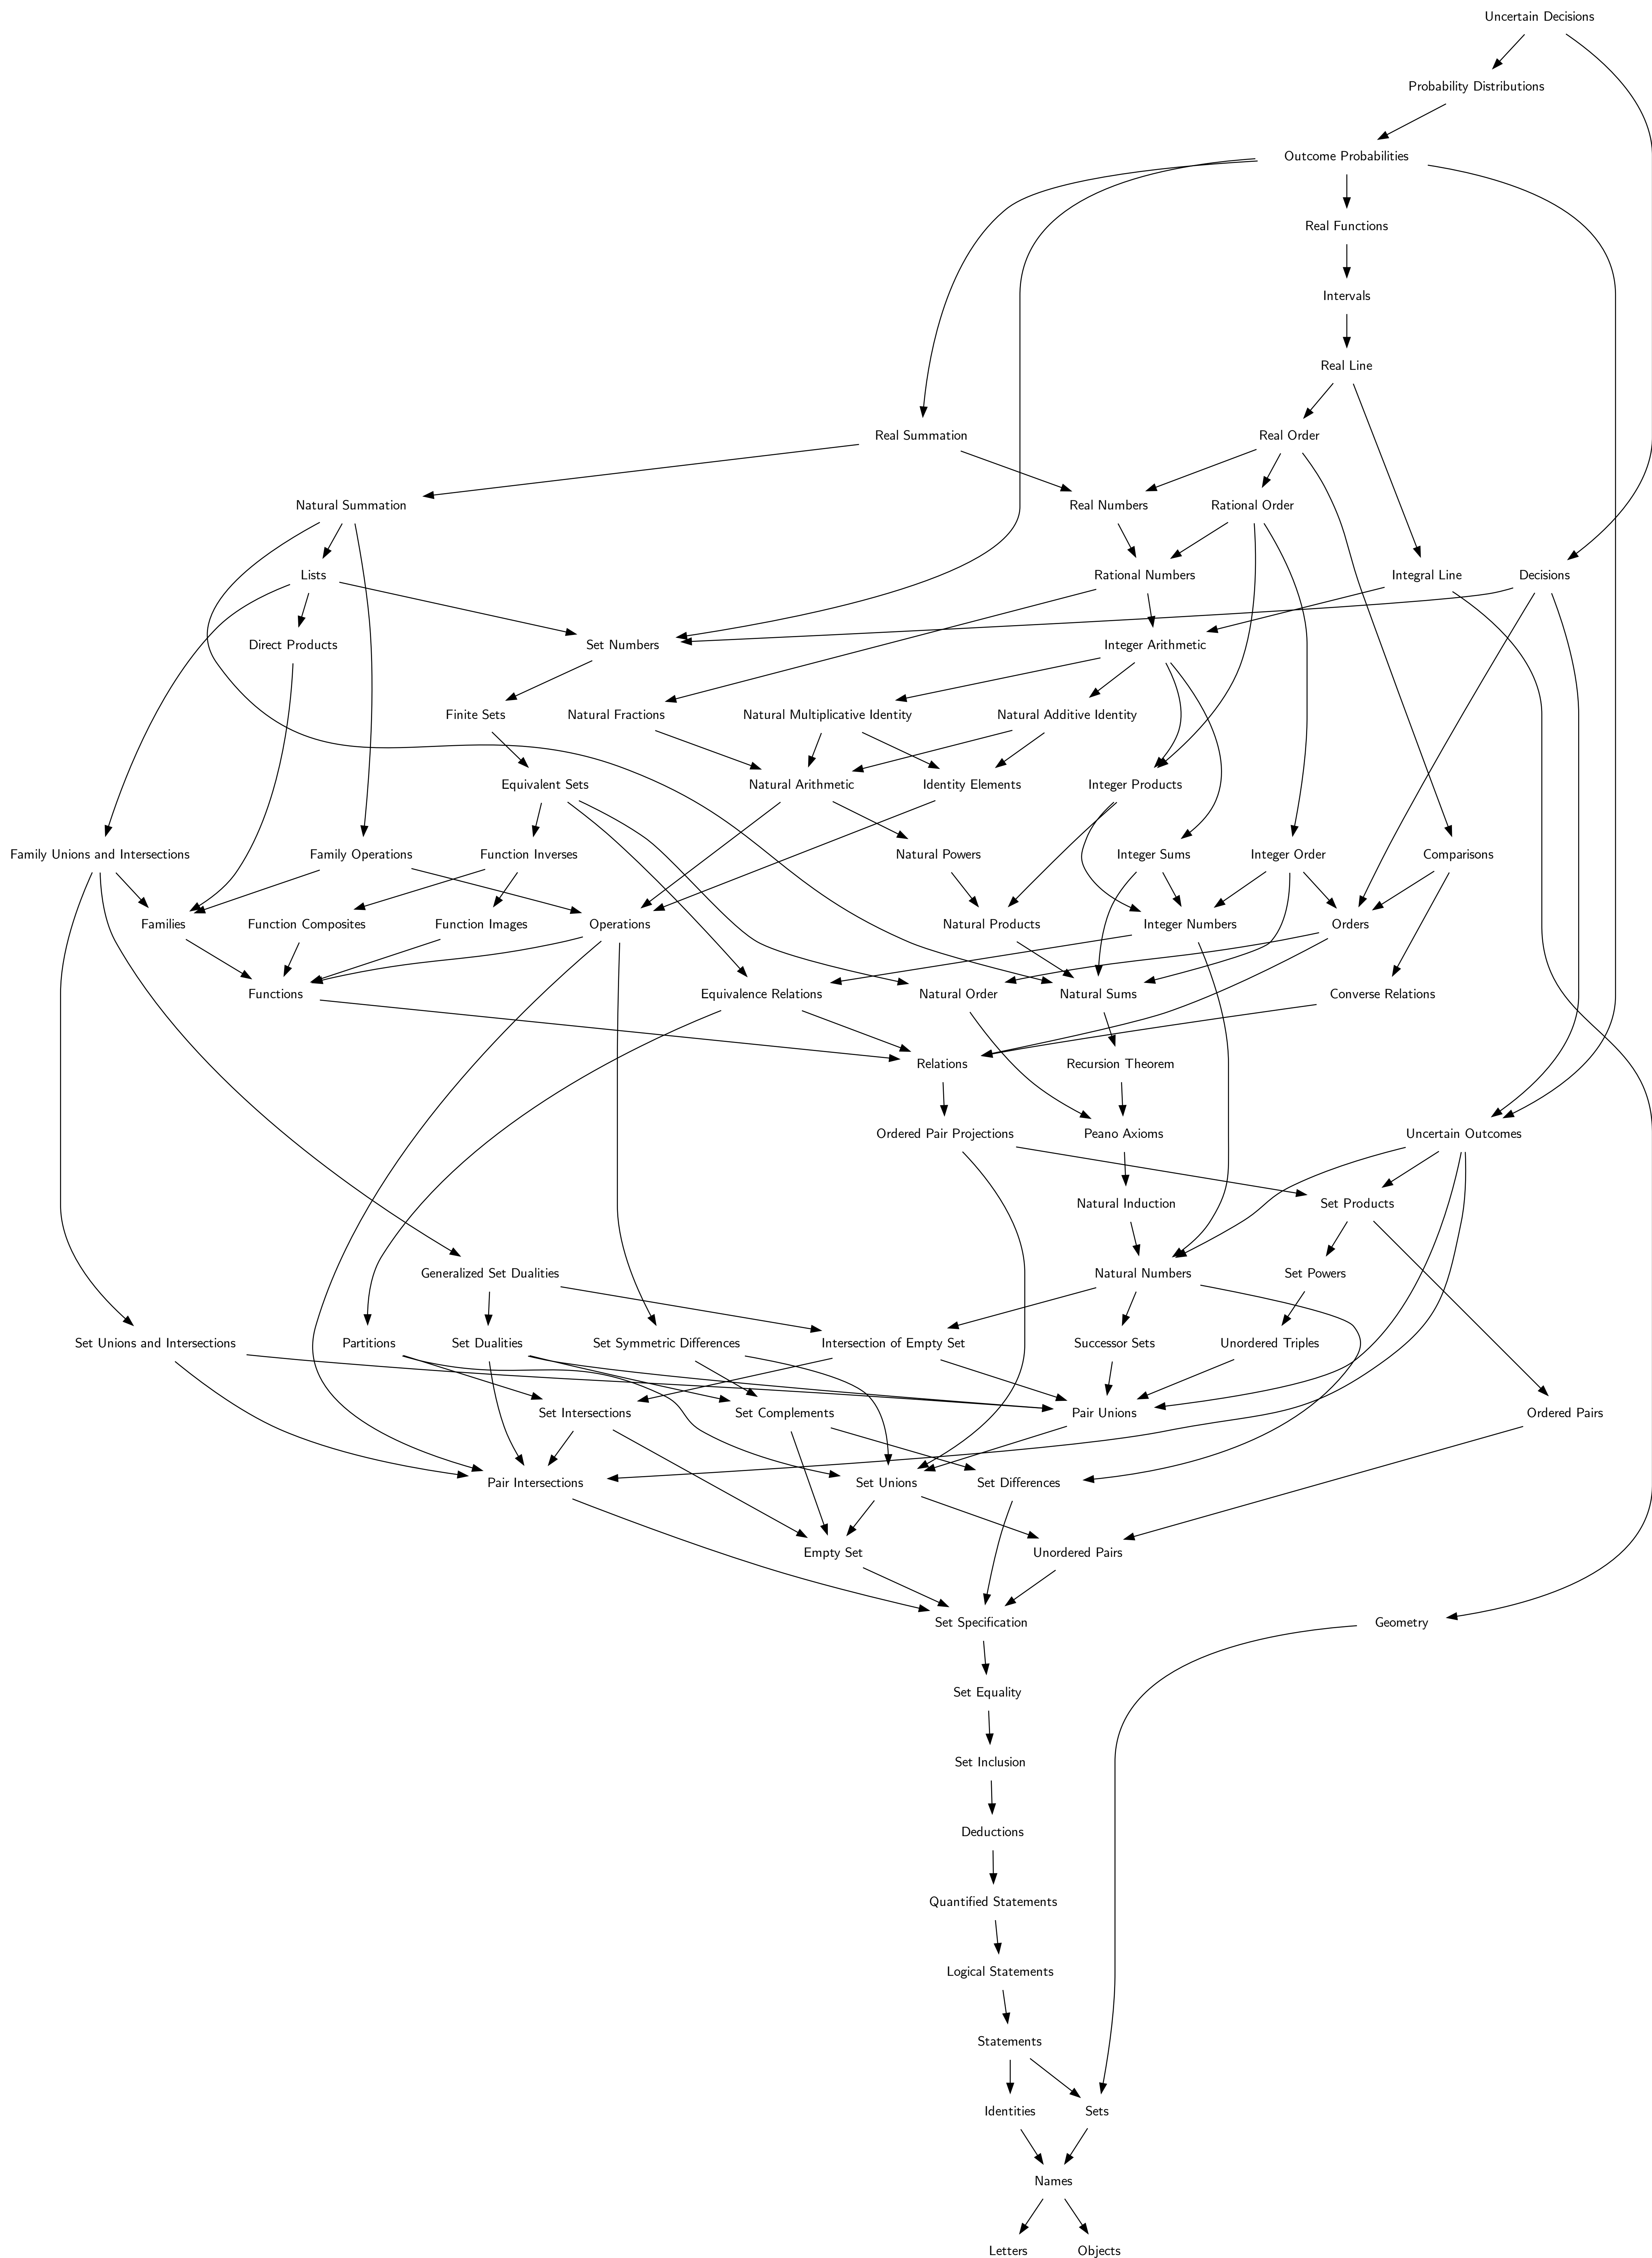 Uncertain Decisions
Probability Distributions
Outcome Probabilities
Real Functions
Intervals
Real Line
Real Summation
Real Order
Natural Summation
Real Numbers
Rational Order
Lists
Rational Numbers
Integral Line
Decisions
Direct Products
Set Numbers
Integer Arithmetic
Finite Sets
Natural Fractions
Natural Multiplicative Identity
Natural Additive Identity
Equivalent Sets
Natural Arithmetic
Identity Elements
Integer Products
Family Unions and Intersections
Family Operations
Function Inverses
Natural Powers
Integer Sums
Integer Order
Comparisons
Families
Function Composites
Function Images
Operations
Natural Products
Integer Numbers
Orders
Functions
Equivalence Relations
Natural Order
Natural Sums
Converse Relations
Relations
Recursion Theorem
Ordered Pair Projections
Peano Axioms
Uncertain Outcomes
Natural Induction
Set Products
Generalized Set Dualities
Natural Numbers
Set Powers
Set Unions and Intersections
Partitions
Set Dualities
Set Symmetric Differences
Intersection of Empty Set
Successor Sets
Unordered Triples
Set Intersections
Set Complements
Pair Unions
Ordered Pairs
Pair Intersections
Set Unions
Set Differences
Empty Set
Unordered Pairs
Set Specification
Geometry
Set Equality
Set Inclusion
Deductions
Quantified Statements
Logical Statements
Statements
Identities
Sets
Names
Letters
Objects